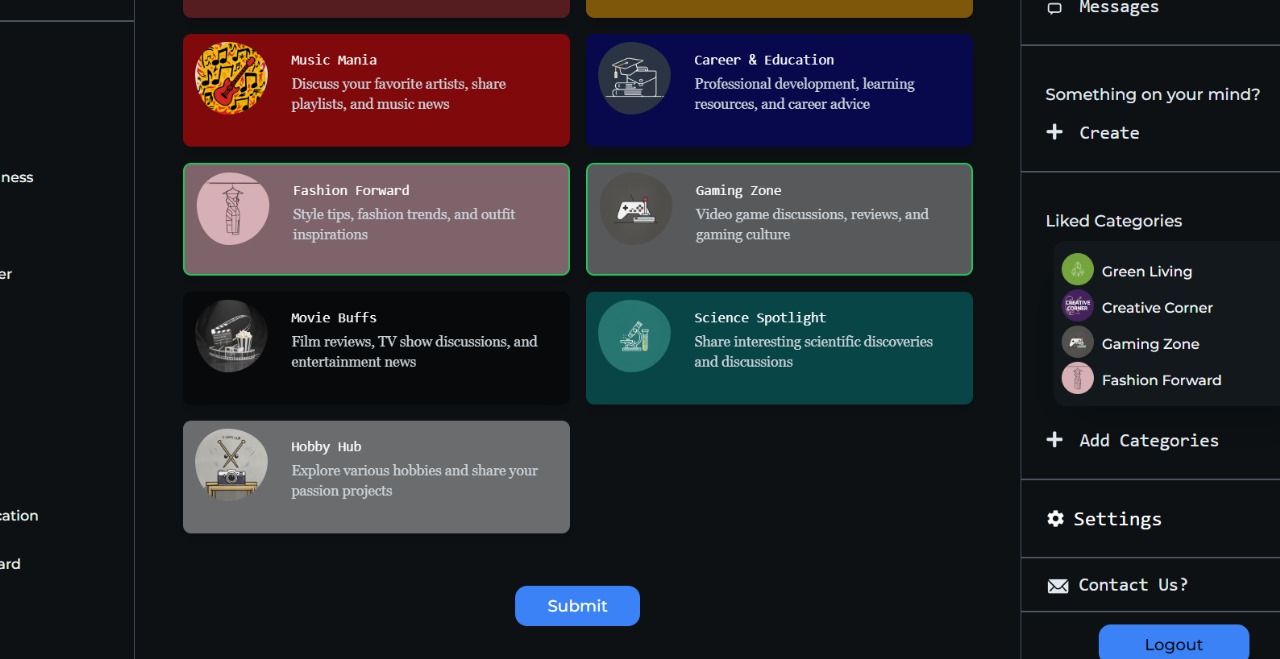 ness
er
cation
ard
Music Mania
Discuss your favorite artists, share
playlists, and music news
Career & Education
Professional development, learning
resources, and career advice
Fashion Forward
Style tips, fashion trends, and outfit
inspirations
Gaming Zone
Video game discussions, reviews, and
gaming culture
Movie Buffs
Film reviews, TV show discussions, and
entertainment news
Science Spotlight
Share interesting scientific discoveries
and discussions
Hobby Hub
Explore various hobbies and share your
passion projects
Submit
Messages
Something on your mind?
Create
Liked Categories
Green Living
CREATIVE
CORNER
Creative Corner
Gaming Zone
Fashion Forward
Add Categories
Settings
Contact Us?
Logout